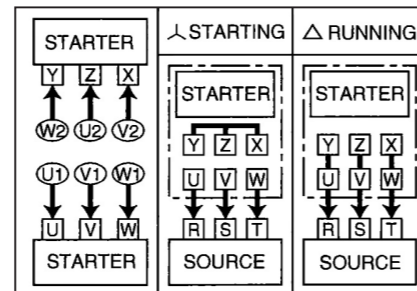 STARTER
Y Z X
W2 U2 V2
U1 V1 W1
U V W
STARTER
⅄ STARTING
STARTER
Y Z X
U V W
R S T
SOURCE
△ RUNNING
STARTER
Y Z X
U V W
R S T
SOURCE